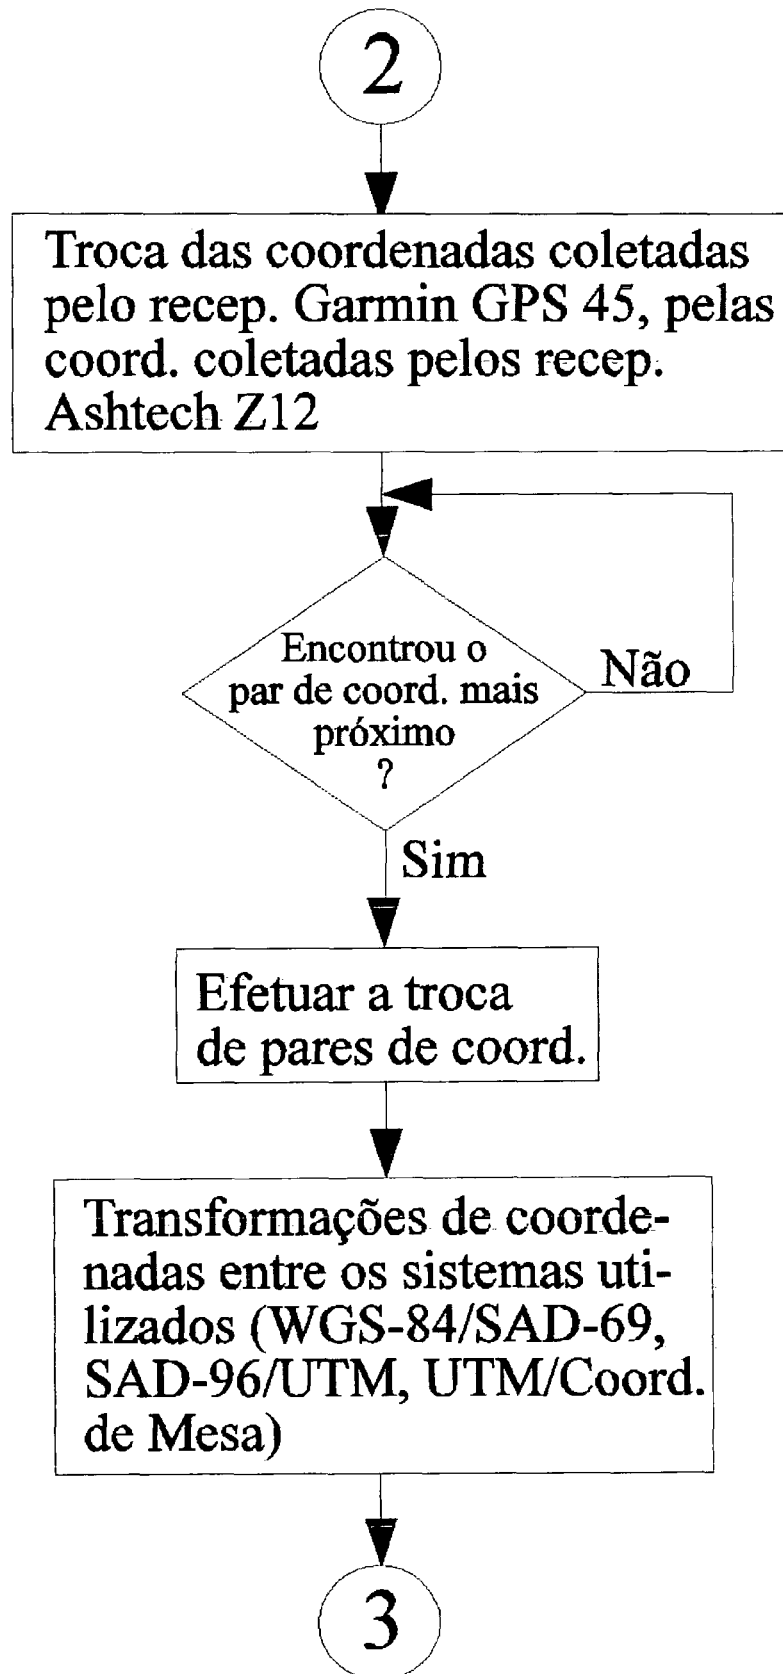 2
Troca das coordenadas coletadas
pelo recep. Garmin GPS 45, pelas
coord. coletadas pelos recep.
Ashtech Z12
Encontrou o
par de coord. mais
próximo
?
Não
Sim
Efetuar a troca
de pares de coord.
Transformações de coorde-
nadas entre os sistemas uti-
lizados (WGS-84/SAD-69,
SAD-96/UTM, UTM/Coord.
de Mesa)
3